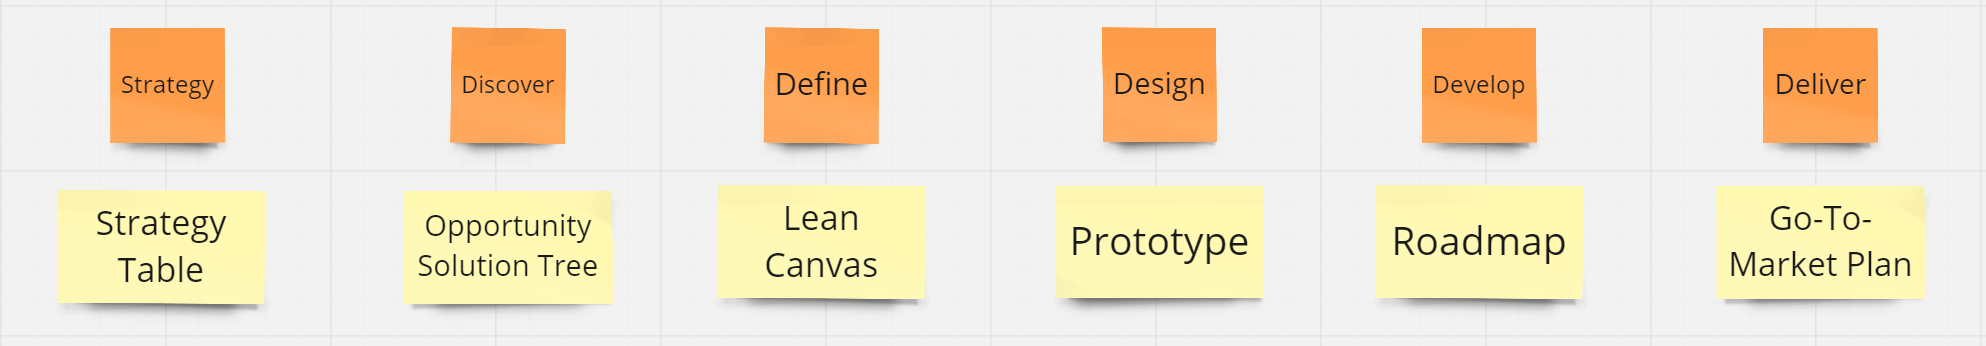 Strategy
Discover
Define
Design
Develop
Deliver
Strategy
Table
Opportunity
Solution Tree
Lean
Canvas
Prototype
Roadmap
Go-To-
Market Plan